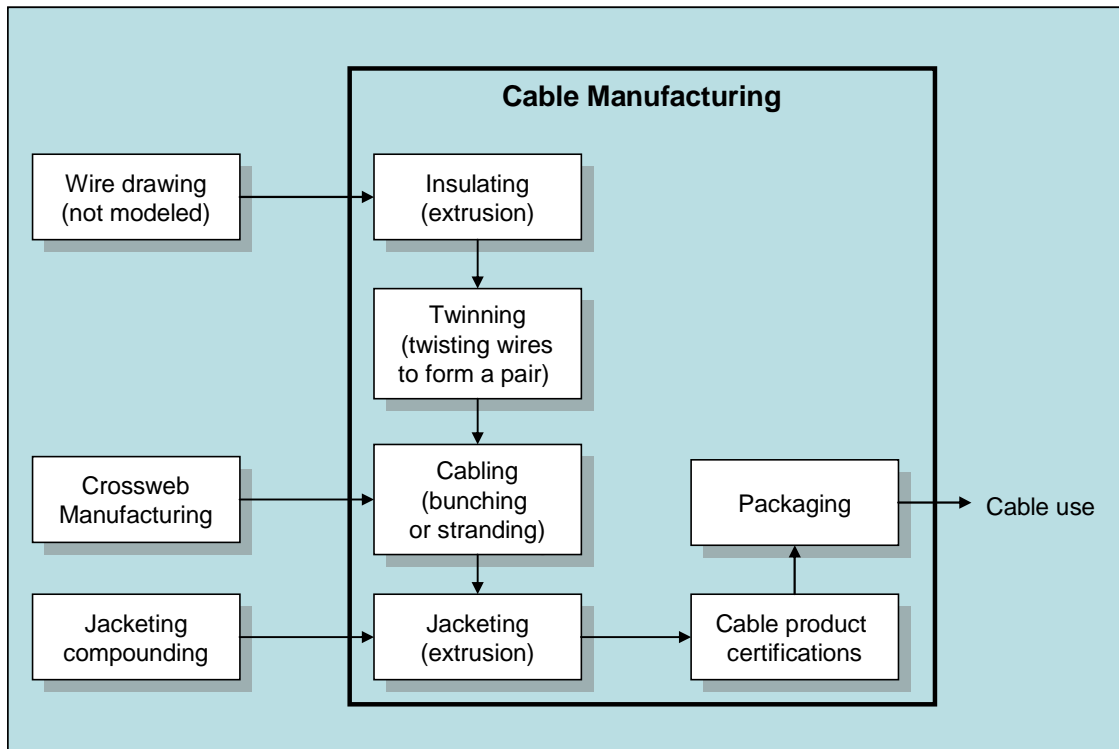 Cable Manufacturing
Wire drawing
(not modeled)
Insulating
(extrusion)
Twinning
(twisting wires
to form a pair)
Crossweb
Manufacturing
Cabling
(bunching
or stranding)
Packaging
Cable use
Jacketing
compounding
Jacketing
(extrusion)
Cable product
certifications